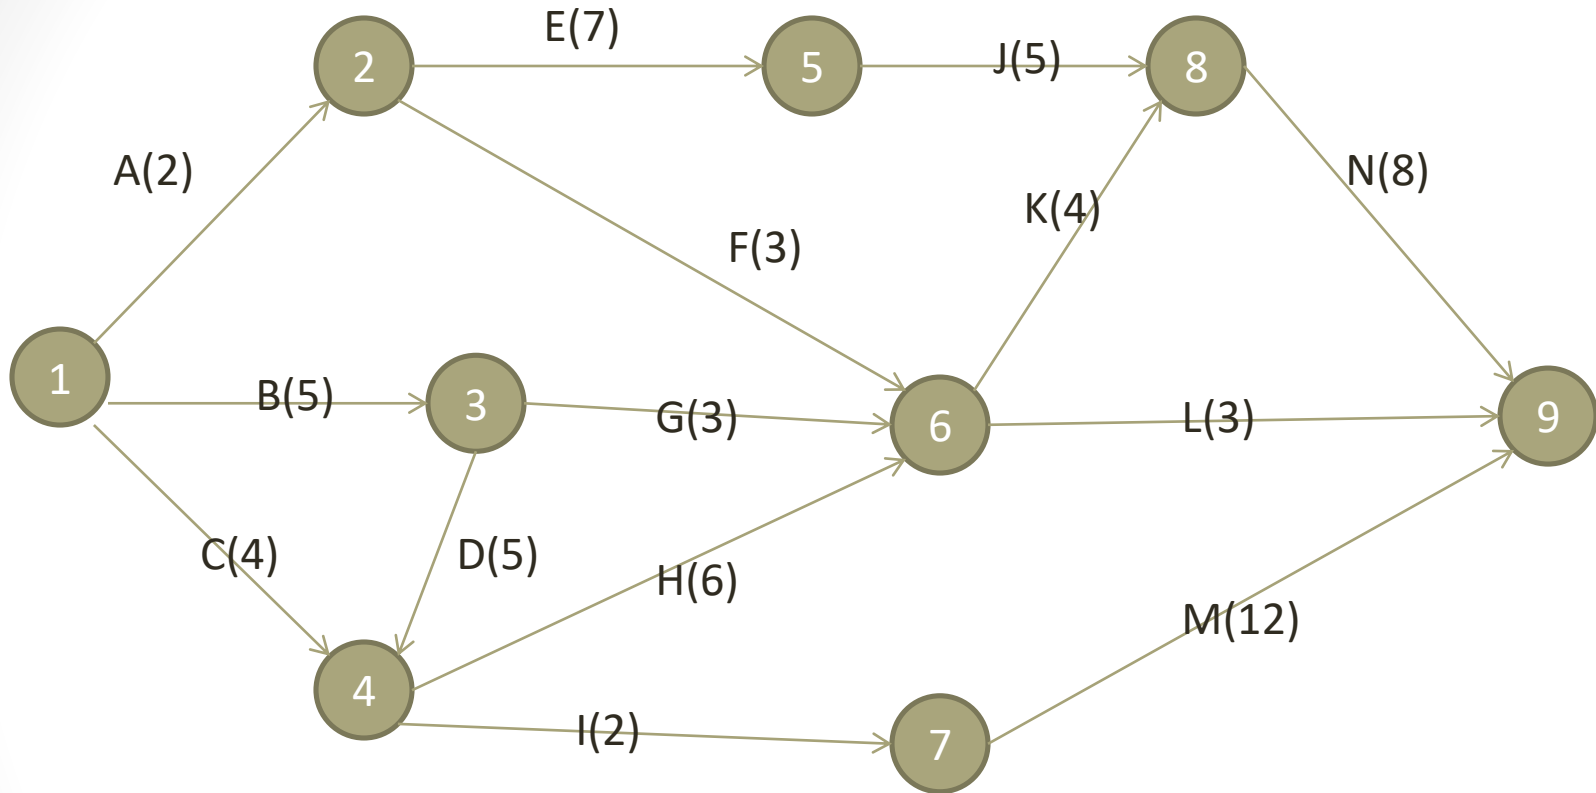 E(7)
2
5
J(5)
8
A(2)
N(8)
K(4)
F(3)
1
B(5)
3
G(3)
6
L(3)
9
C(4)
D(5)
H(6)
M(12)
4
I(2)
7